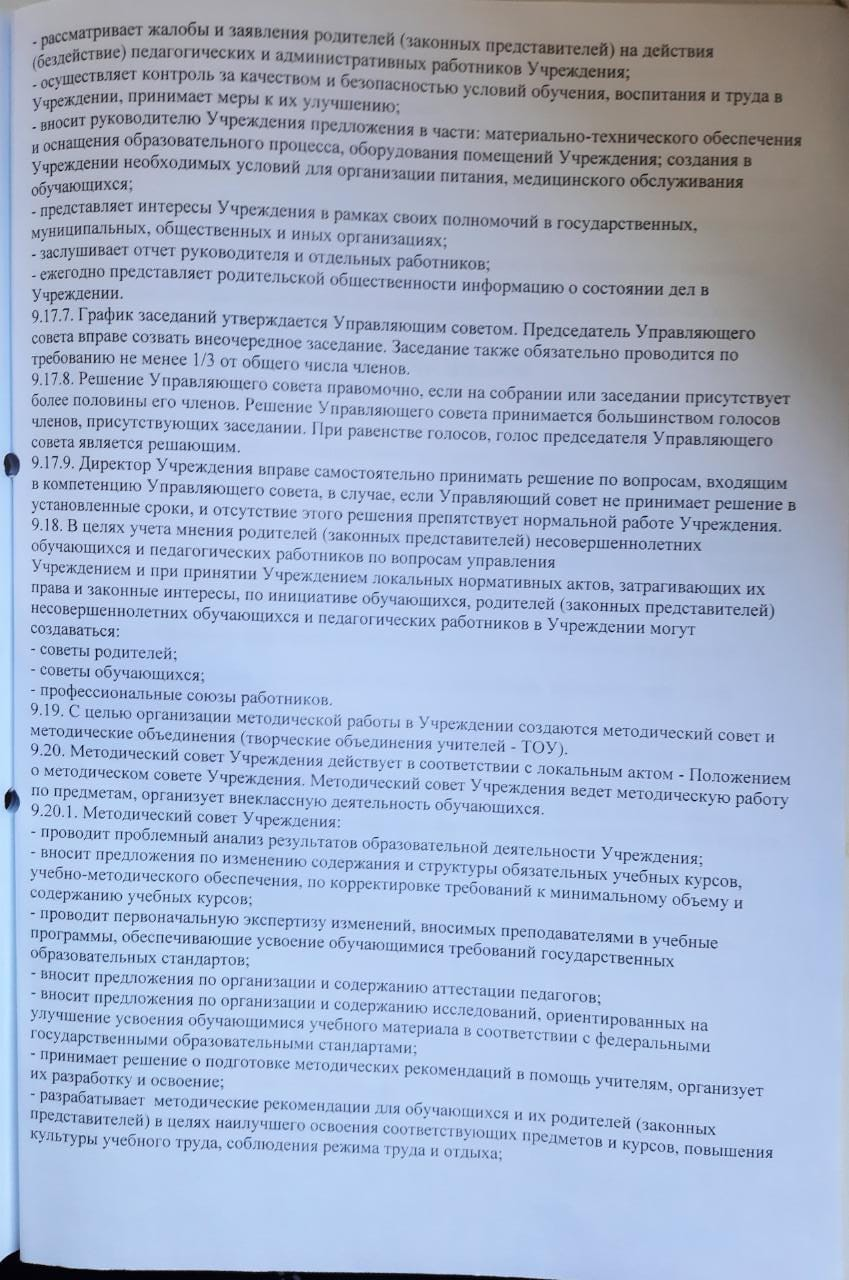 - рассматривает жалобы и заявления родителей (законных представителей) на действия
(бездействие) педагогических и административных работников Учреждения;
- осуществляет контроль за качеством и безопасностью условий обучения, воспитания и труда в
Учреждении, принимает меры к их улучшению;
- вносит руководителю Учреждения предложения в части: материально-технического обеспечения
и оснащения образовательного процесса, оборудования помещений Учреждения; создания в
Учреждении необходимых условий для организации питания, медицинского обслуживания
обучающихся;
- представляет интересы Учреждения в рамках своих полномочий в государственных,
муниципальных, общественных и иных организациях;
- заслушивает отчет руководителя и отдельных работников;
- ежегодно представляет родительской общественности информацию о состоянии дел в
Учреждении.
9.17.7. График заседаний утверждается Управляющим советом. Председатель Управляющего
совета вправе созвать внеочередное заседание. Заседание также обязательно проводится по
требованию не менее 1/3 от общего числа членов.
9.17.8. Решение Управляющего совета правомочно, если на собрании или заседании присутствует
более половины его членов. Решение Управляющего совета принимается большинством голосов
членов, присутствующих заседании. При равенстве голосов, голос председателя Управляющего
совета является решающим.
9.17.9. Директор Учреждения вправе самостоятельно принимать решение по вопросам, входящим
в компетенцию Управляющего совета, в случае, если Управляющий совет не принимает решение в
установленные сроки, и отсутствие этого решения препятствует нормальной работе Учреждения.
9.18. В целях учета мнения родителей (законных представителей) несовершеннолетних
обучающихся и педагогических работников по вопросам управления
Учреждением и при принятии Учреждением локальных нормативных актов, затрагивающих их
права и законные интересы, по инициативе обучающихся, родителей (законных представителей)
несовершеннолетних обучающихся и педагогических работников в Учреждении могут
создаваться:
- советы родителей;
- советы обучающихся;
- профессиональные союзы работников.
9.19. С целью организации методической работы в Учреждении создаются методический совет и
методические объединения (творческие объединения учителей - ТОУ).
9.20. Методический совет Учреждения действует в соответствии с локальным актом - Положением
о методическом совете Учреждения. Методический совет Учреждения ведет методическую работу
по предметам, организует внеклассную деятельность обучающихся.
9.20.1. Методический совет Учреждения:
- проводит проблемный анализ результатов образовательной деятельности Учреждения;
- вносит предложения по изменению содержания и структуры обязательных учебных курсов,
учебно-методического обеспечения, по корректировке требований к минимальному объему и
содержанию учебных курсов;
- проводит первоначальную экспертизу изменений, вносимых преподавателями в учебные
программы, обеспечивающие усвоение обучающимися требований государственных
образовательных стандартов;
- вносит предложения по организации и содержанию аттестации педагогов;
- вносит предложения по организации и содержанию исследований, ориентированных на
улучшение усвоения обучающимися учебного материала в соответствии с федеральными
государственными образовательными стандартами;
- принимает решение о подготовке методических рекомендаций в помощь учителям, организует
их разработку и освоение;
- разрабатывает методические рекомендации для обучающихся и их родителей (законных
представителей) в целях наилучшего освоения соответствующих предметов и курсов, повышения
культуры учебного труда, соблюдения режима труда и отдыха;